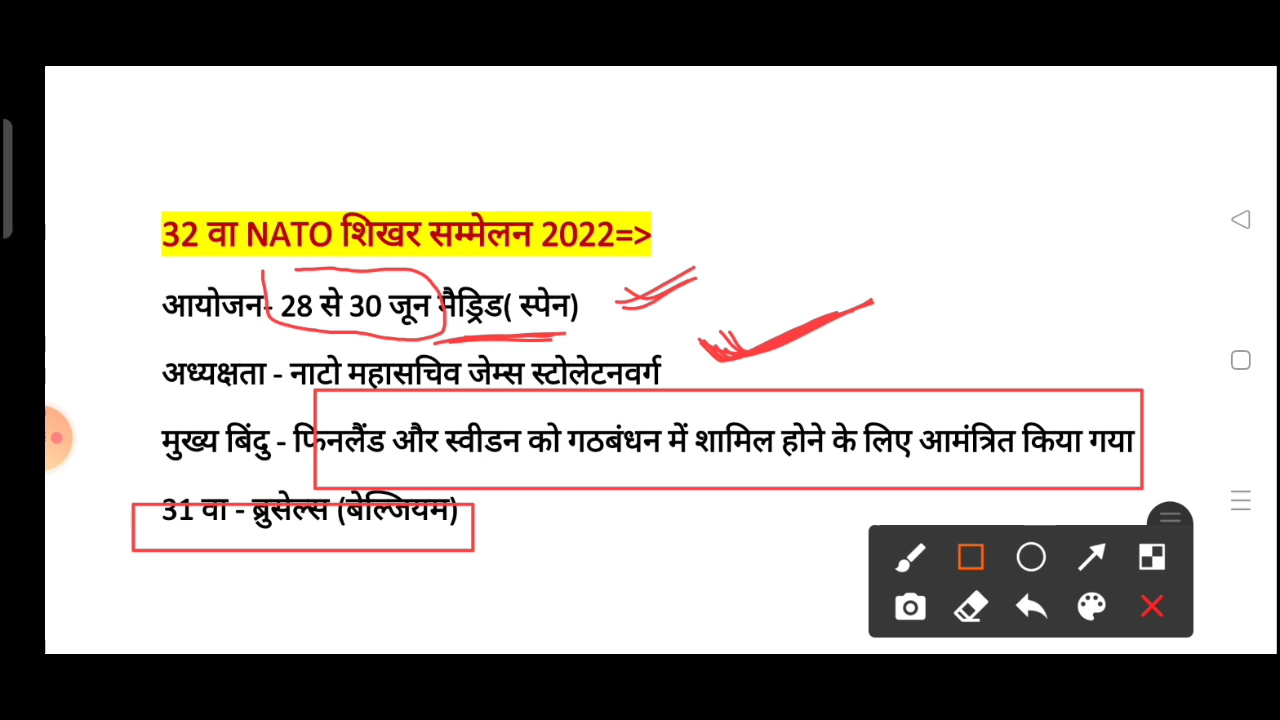 32 वा NATO शिखर सम्मेलन 2022=>
आयोजन- 28 से 30 जून मैड्रिड( स्पेन)
अध्यक्षता - नाटो महासचिव जेम्स स्टोलेटनवर्ग
मुख्य बिंदु - फिनलैंड और स्वीडन को गठबंधन में शामिल होने के लिए आमंत्रित किया गया
31 वा - ब्रुसेल्स (बेल्जियम)